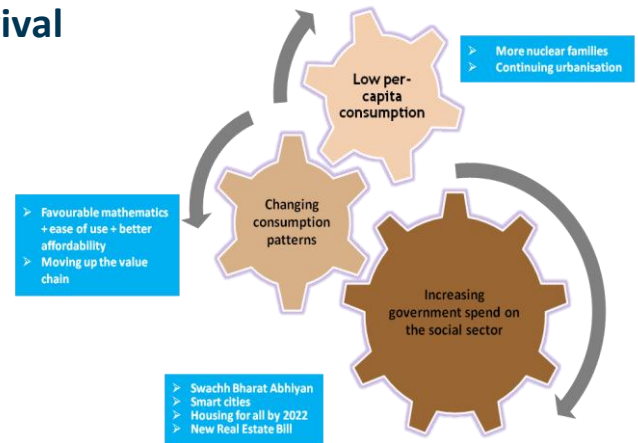 ival
Low per-
capita
consumption
➢ More nuclear families
➢ Continuing urbanisation
Changing
consumption
patterns
➢ Favourable mathematics
+ ease of use + better
affordability
➢ Moving up the value
chain
Increasing
government spend on
the social sector
➢ Swachh Bharat Abhiyan
➢ Smart cities
➢ Housing for all by 2022
➢ New Real Estate Bill